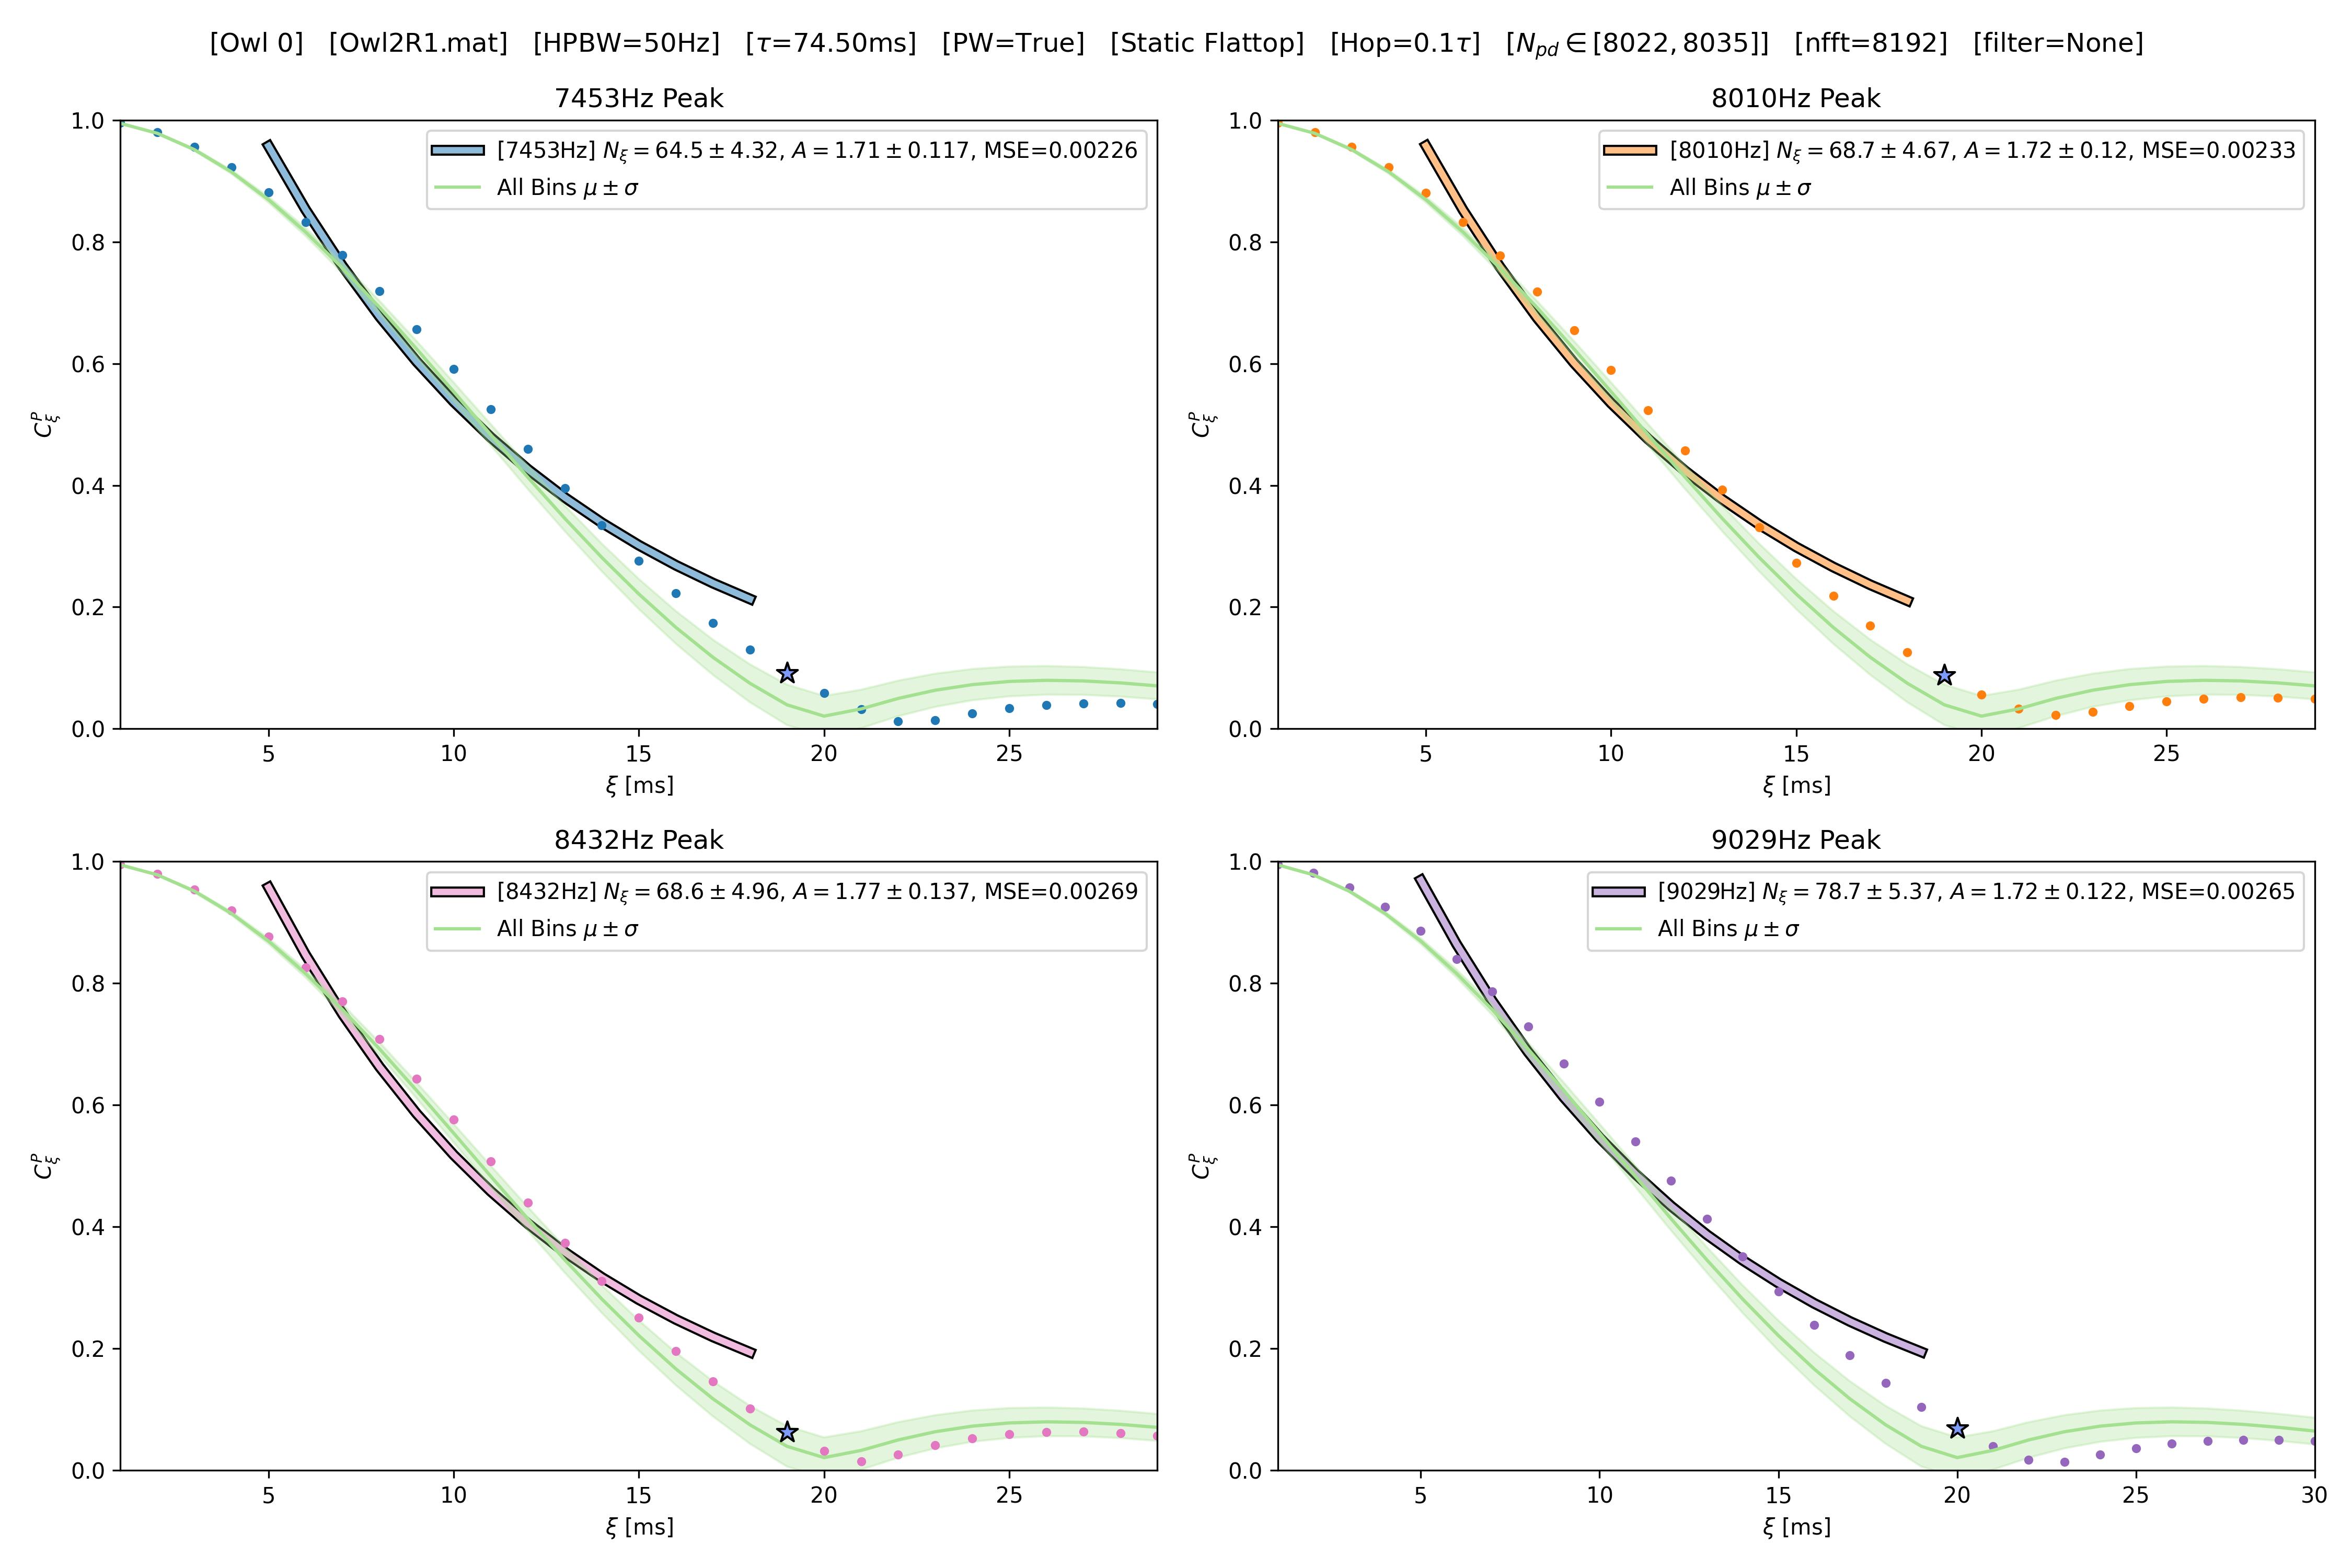 [Owl 0] [Owl2R1.mat] [HPBW=50Hz] [τ=74.50ms] [PW=True] [Static Flattop] [Hop=0.1τ] [N_pd ∈ [8022, 8035]] [nfft=8192] [filter=None]
7453Hz Peak
1.0
0.8
0.6
0.4
0.2
0.0
C_ξ^P
[7453Hz] N_ξ = 64.5 ± 4.32, A = 1.71 ± 0.117, MSE=0.00226
All Bins μ ± σ
5 10 15 20 25
ξ [ms]
8010Hz Peak
1.0
0.8
0.6
0.4
0.2
0.0
C_ξ^P
[8010Hz] N_ξ = 68.7 ± 4.67, A = 1.72 ± 0.12, MSE=0.00233
All Bins μ ± σ
5 10 15 20 25
ξ [ms]
8432Hz Peak
1.0
0.8
0.6
0.4
0.2
0.0
C_ξ^P
[8432Hz] N_ξ = 68.6 ± 4.96, A = 1.77 ± 0.137, MSE=0.00269
All Bins μ ± σ
5 10 15 20 25
ξ [ms]
9029Hz Peak
1.0
0.8
0.6
0.4
0.2
0.0
C_ξ^P
[9029Hz] N_ξ = 78.7 ± 5.37, A = 1.72 ± 0.122, MSE=0.00265
All Bins μ ± σ
5 10 15 20 25 30
ξ [ms]